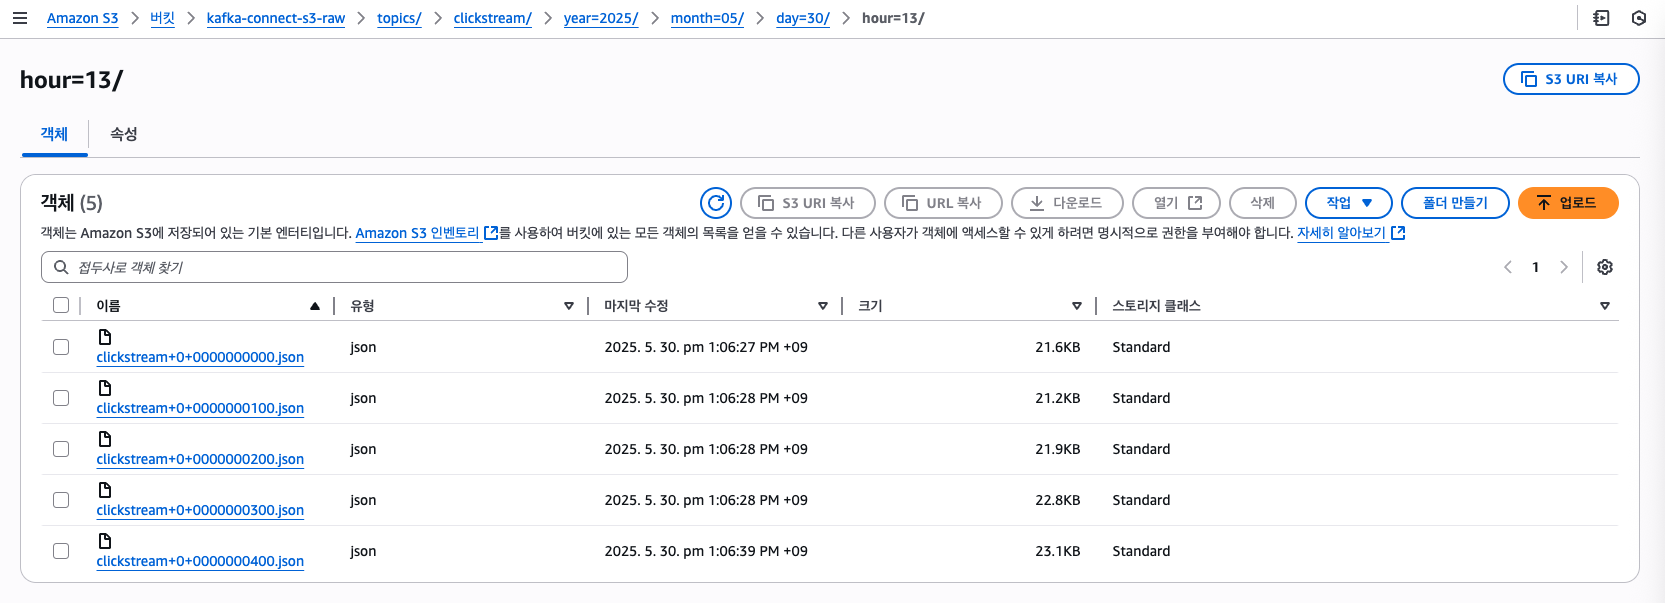 Amazon S3 > 버킷 > kafka-connect-s3-raw > topics/ > clickstream/ > year=2025/ > month=05/ > day=30/ > hour=13/
hour=13/
S3 URI 복사
객체 속성
객체 (5)
S3 URI 복사 URL 복사 다운로드 열기 삭제 작업 폴더 만들기 업로드
객체는 Amazon S3에 저장되어 있는 기본 엔터티입니다. Amazon S3 인벤토리를 사용하여 버킷에 있는 모든 객체의 목록을 얻을 수 있습니다. 다른 사용자가 객체에 액세스할 수 있게 하려면 명시적으로 권한을 부여해야 합니다. 자세히 알아보기
접두사로 객체 찾기
1
이름 유형 마지막 수정 크기 스토리지 클래스
clickstream+0+0000000000.json json 2025. 5. 30. pm 1:06:27 PM +09 21.6KB Standard
clickstream+0+0000000100.json json 2025. 5. 30. pm 1:06:28 PM +09 21.2KB Standard
clickstream+0+0000000200.json json 2025. 5. 30. pm 1:06:28 PM +09 21.9KB Standard
clickstream+0+0000000300.json json 2025. 5. 30. pm 1:06:28 PM +09 22.8KB Standard
clickstream+0+0000000400.json json 2025. 5. 30. pm 1:06:39 PM +09 23.1KB Standard